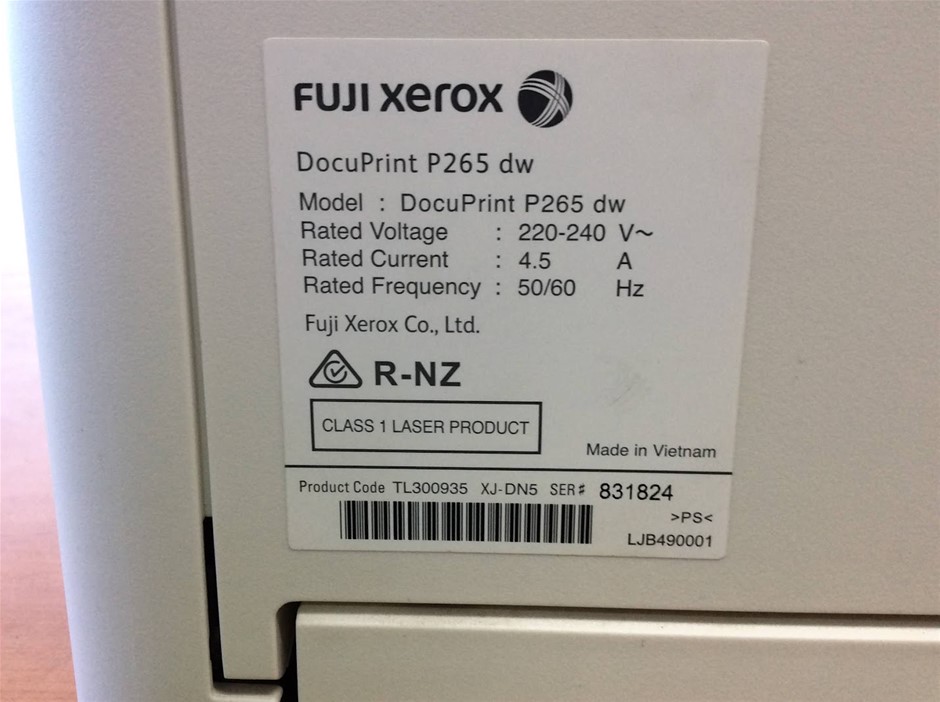 FUJI xerox
DocuPrint P265 dw
Model : DocuPrint P265 dw
Rated Voltage : 220-240 V~
Rated Current : 4.5 A
Rated Frequency : 50/60 Hz
Fuji Xerox Co., Ltd.
R-NZ
CLASS 1 LASER PRODUCT
Made in Vietnam
Product Code TL300935 XJ-DN5 SER# 831824
>PS<
LJB490001